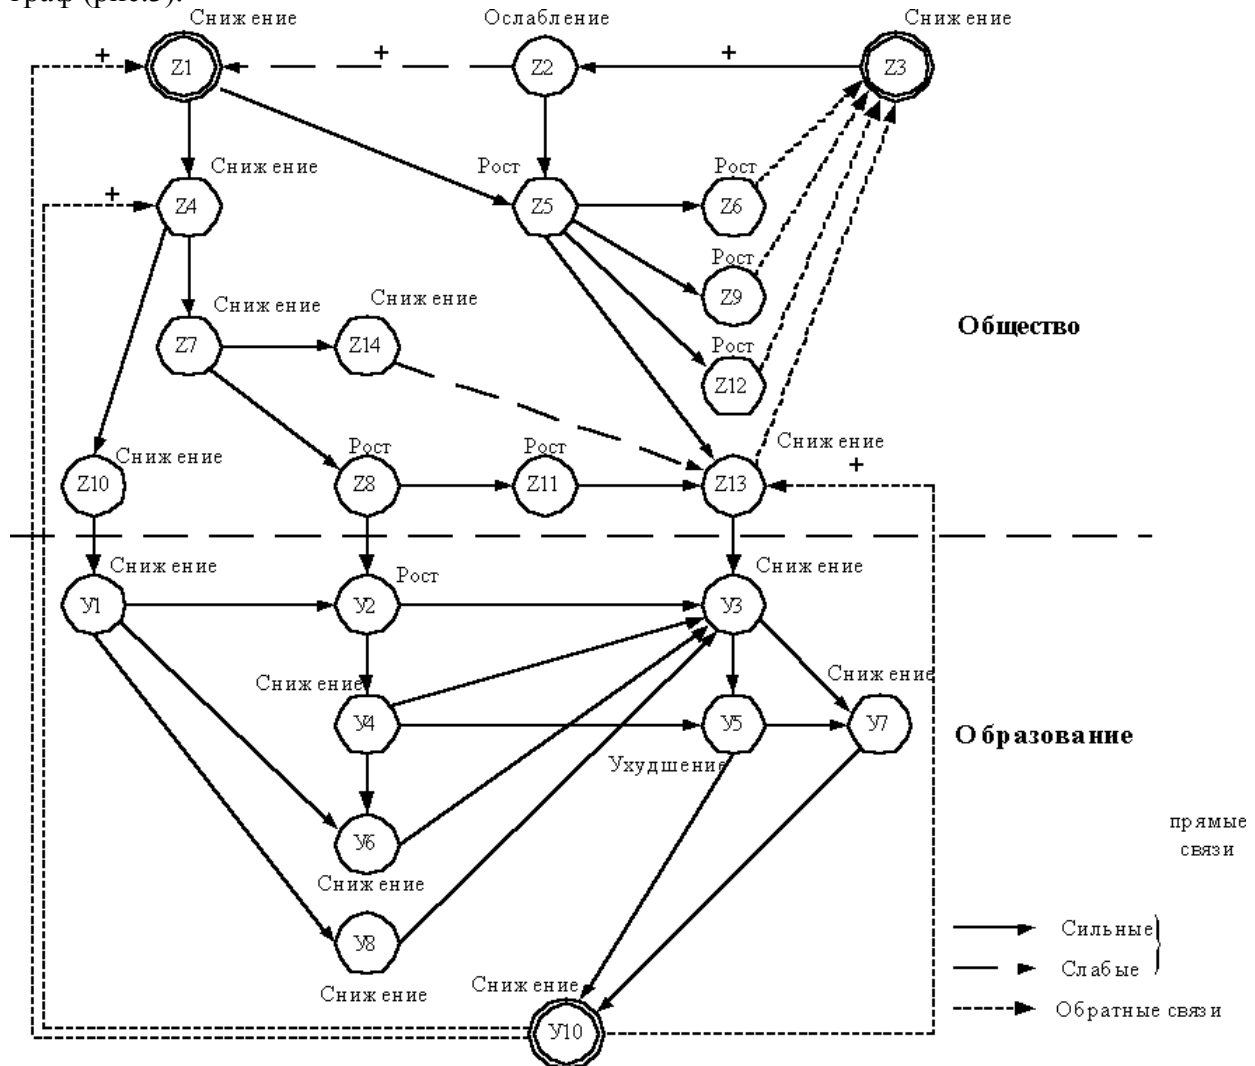 граф (рис.3).
Снижение Ослабление Снижение
+ + +
Z1 Z2 Z3
Снижение Рост Рост
+
Z4 Z5 Z6
Рост
Z9
Снижение Снижение
Общество
Рост
Z7 Z14
Z12
Снижение Рост Рост Снижение
+
Z10 Z8 Z11 Z13
Снижение Рост Снижение
У1 У2 У3
Снижение Снижение
У4 У5 У7
Образование
Ухудшение
прямые
связи
У6
Снижение
Сильные
У8
Слабые
Снижение Снижение
Обратные связи
У10